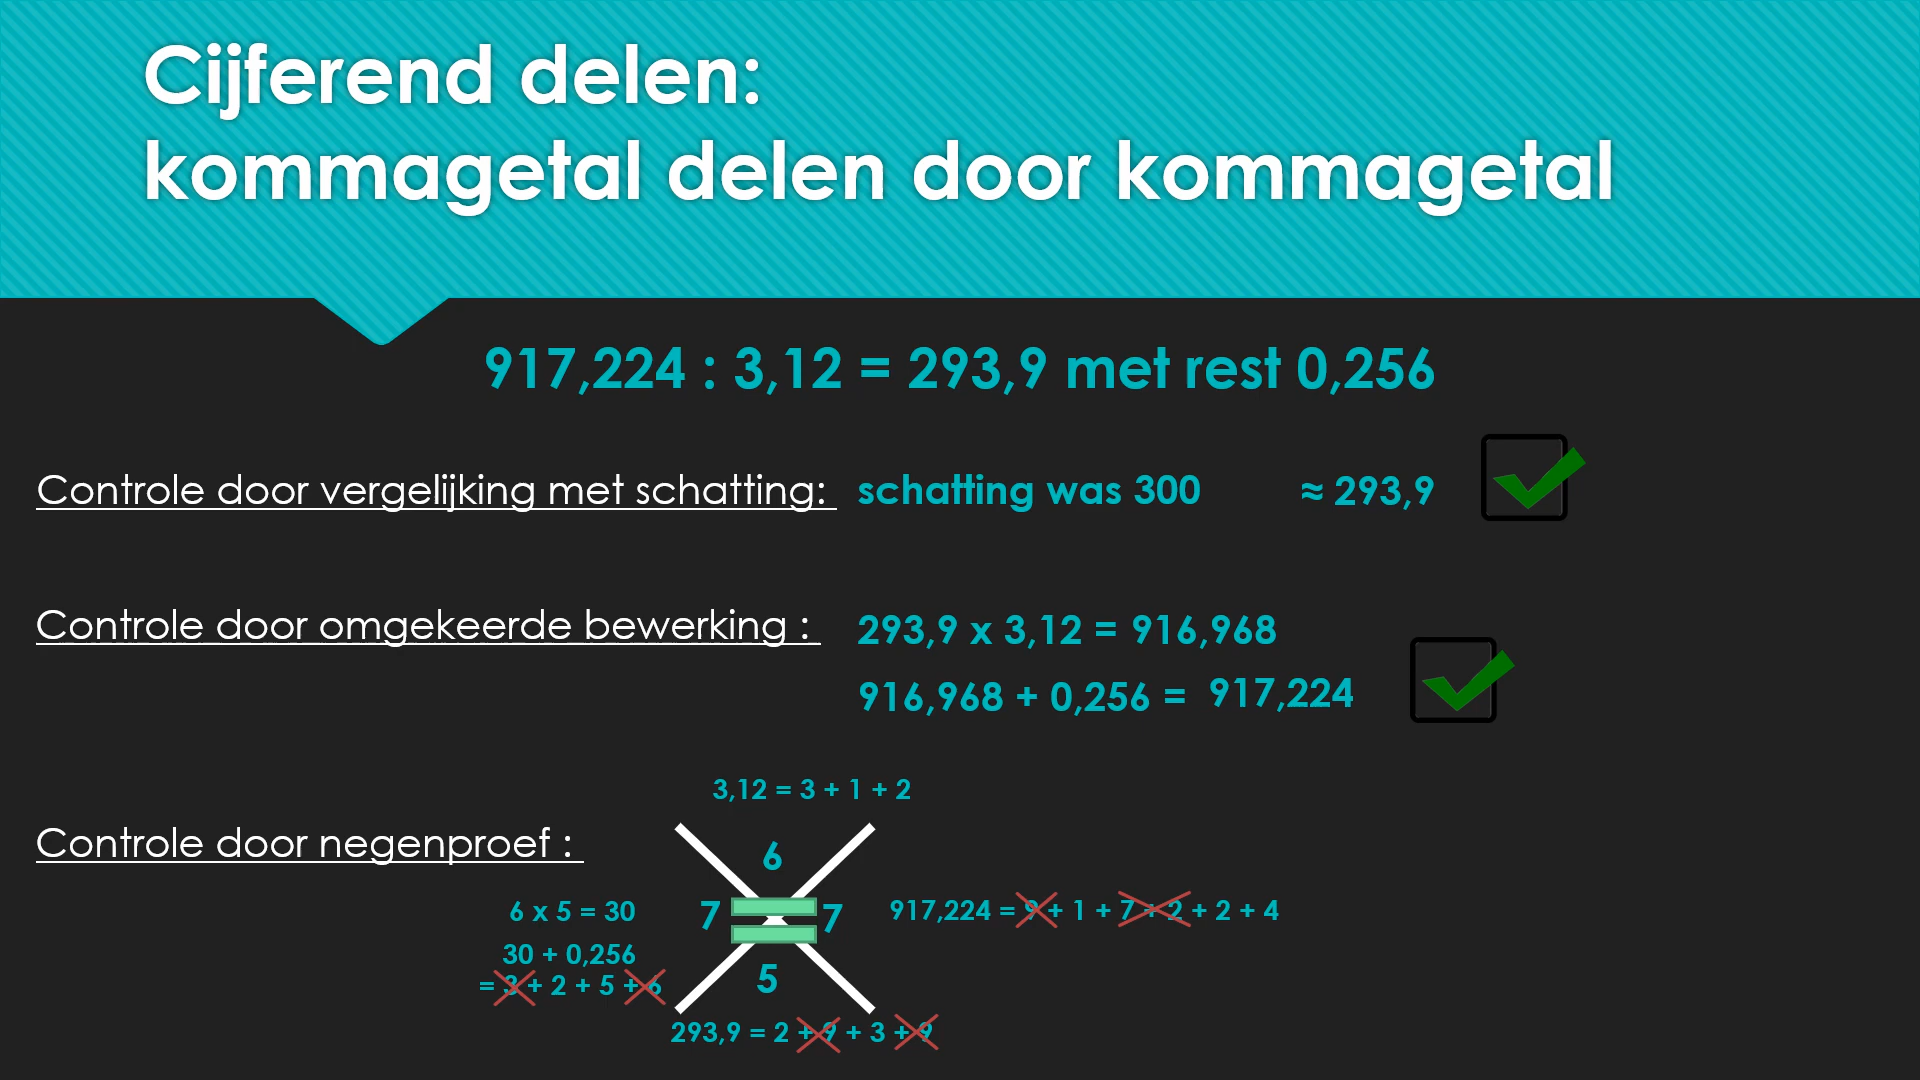 Cijferend delen:
kommagetal delen door kommagetal
917,224 : 3,12 = 293,9 met rest 0,256
Controle door vergelijking met schatting: schatting was 300 ≈ 293,9
Controle door omgekeerde bewerking : 293,9 x 3,12 = 916,968
916,968 + 0,256 = 917,224
3,12 = 3 + 1 + 2
Controle door negenproef :
6
6 x 5 = 30
7 7
917,224 = 9 + 1 + 7 + 2 + 2 + 4
30 + 0,256
= 3 + 2 + 5 + 6
5
293,9 = 2 + 9 + 3 + 9